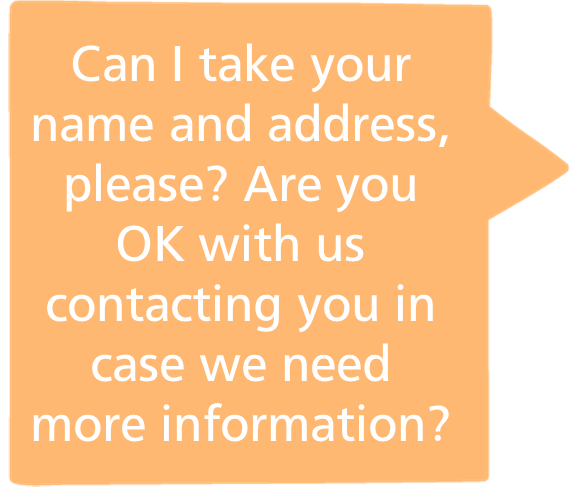 Can I take your
name and address,
please? Are you
OK with us
contacting you in
case we need
more information?